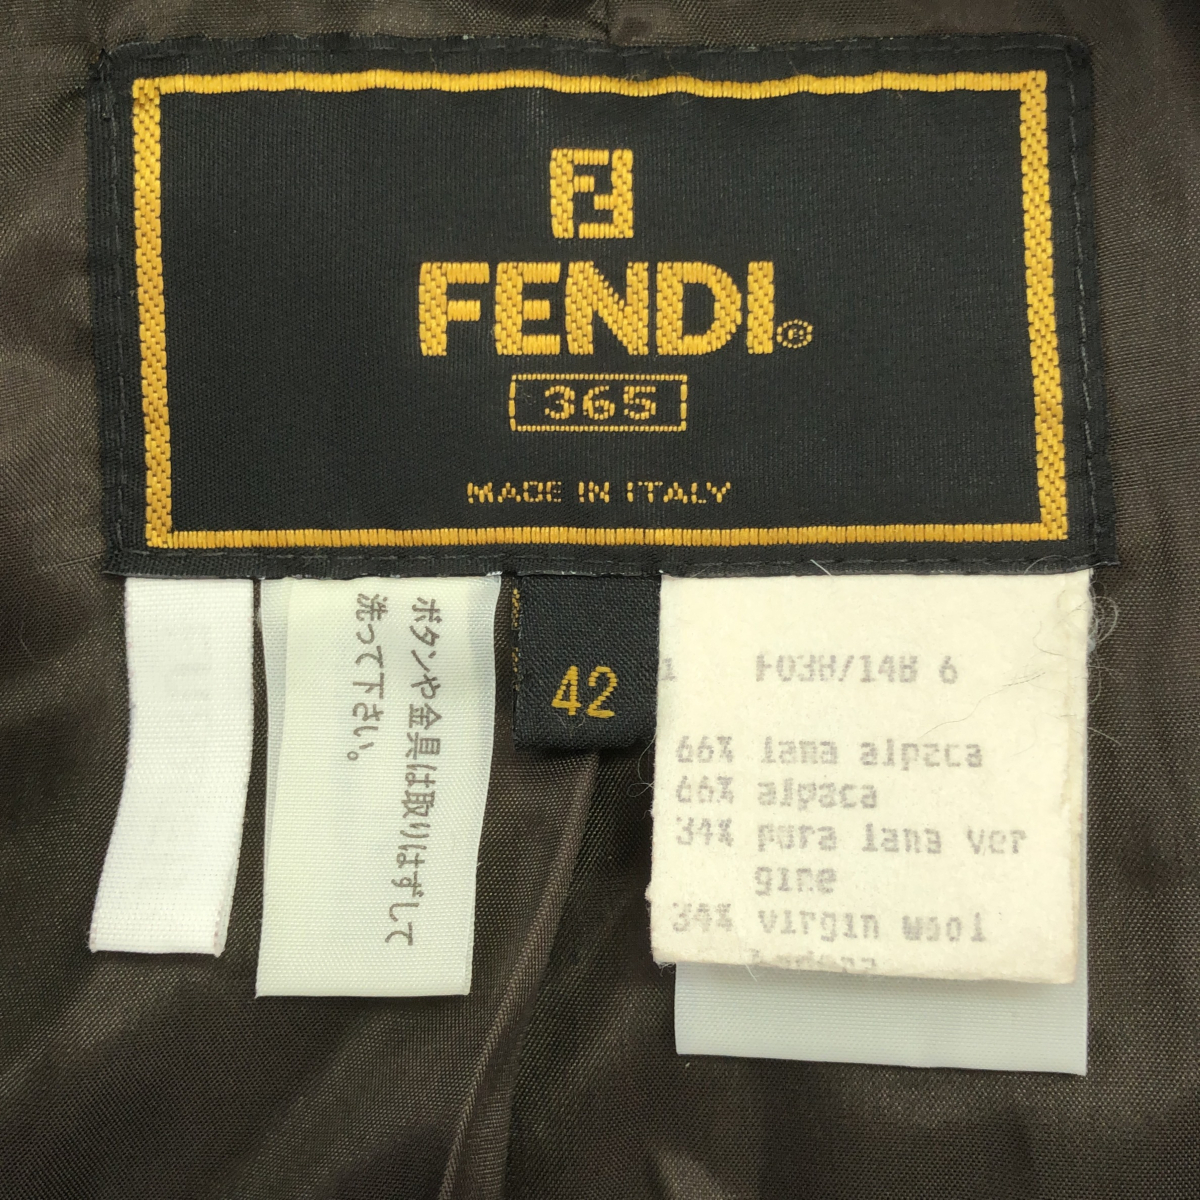 FENDI®
365
MADE IN ITALY
ボタンや金具は取りはずして
洗って下さい。
42
1 F038/148 6
66% lana alpaca
66% alpaca
34% pura lana ver
gine
34% virgin wool